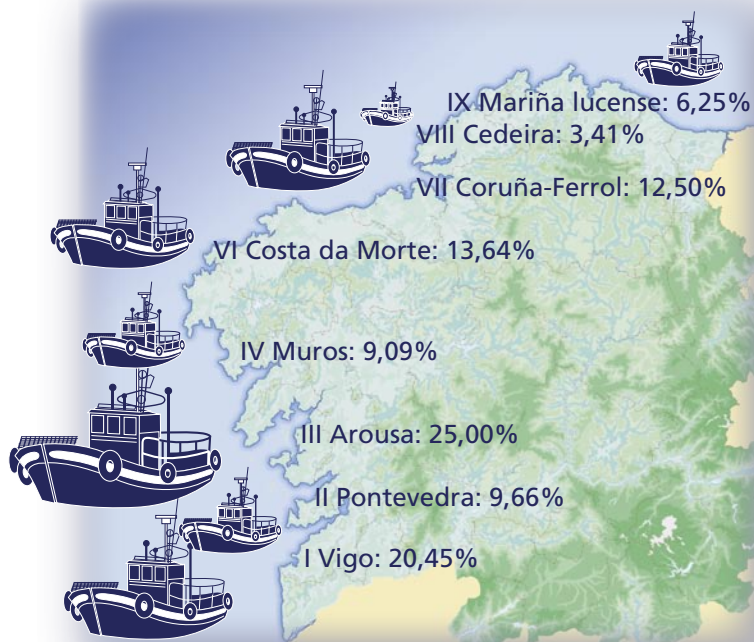 IX Mariña lucense: 6,25%
VIII Cedeira: 3,41%
VII Coruña-Ferrol: 12,50%
VI Costa da Morte: 13,64%
IV Muros: 9,09%
III Arousa: 25,00%
II Pontevedra: 9,66%
I Vigo: 20,45%